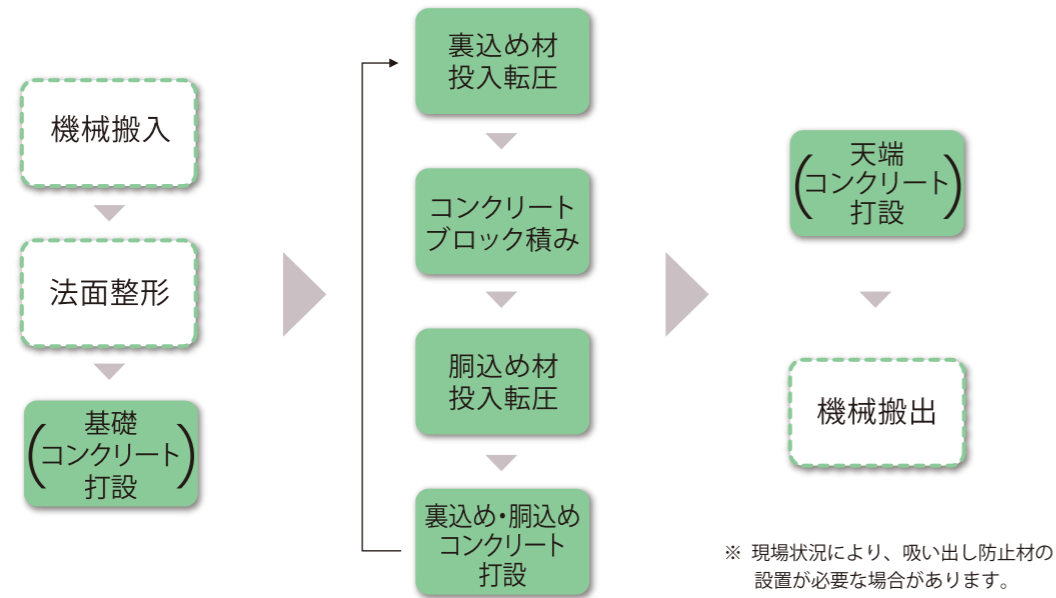 機械搬入
法面整形
(基礎
コンクリート
打設)
裏込め材
投入転圧
コンクリート
ブロック積み
胴込め材
投入転圧
裏込め・胴込め
コンクリート
打設
(天端
コンクリート
打設)
機械搬出
※ 現場状況により、吸い出し防止材の
設置が必要な場合があります。